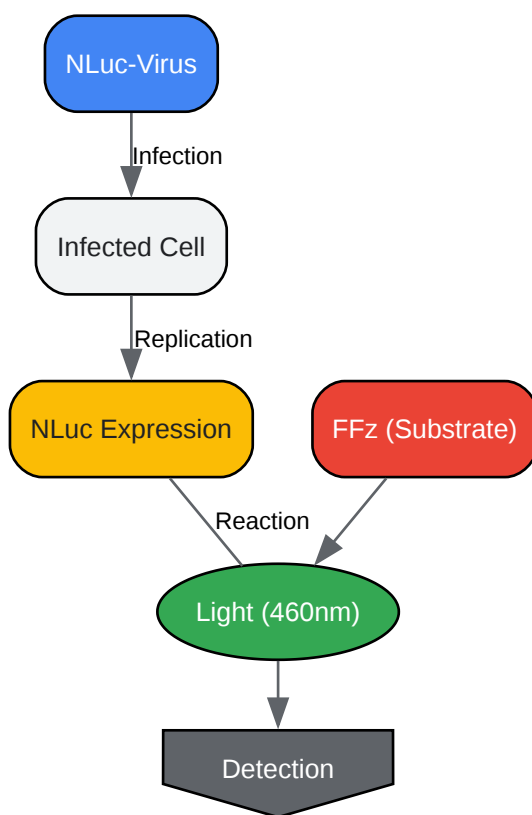 NLuc-Virus
Infection
Infected Cell
Replication
NLuc Expression
FFz (Substrate)
Reaction
Light (460nm)
Detection